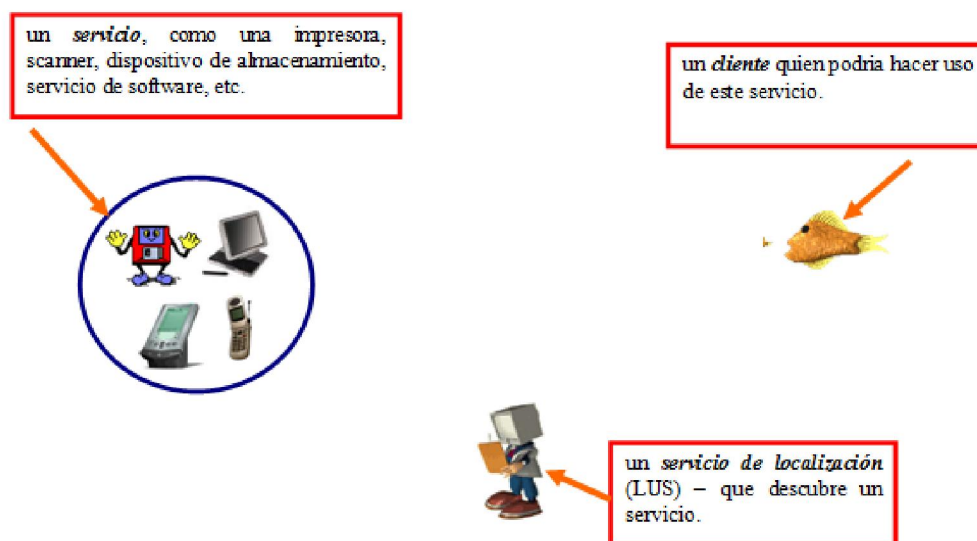 un servicio, como una impresora,
scanner, dispositivo de almacenamiento,
servicio de software, etc.
un cliente quien podria hacer uso
de este servicio.
un servicio de localización
(LUS) – que descubre un
servicio.